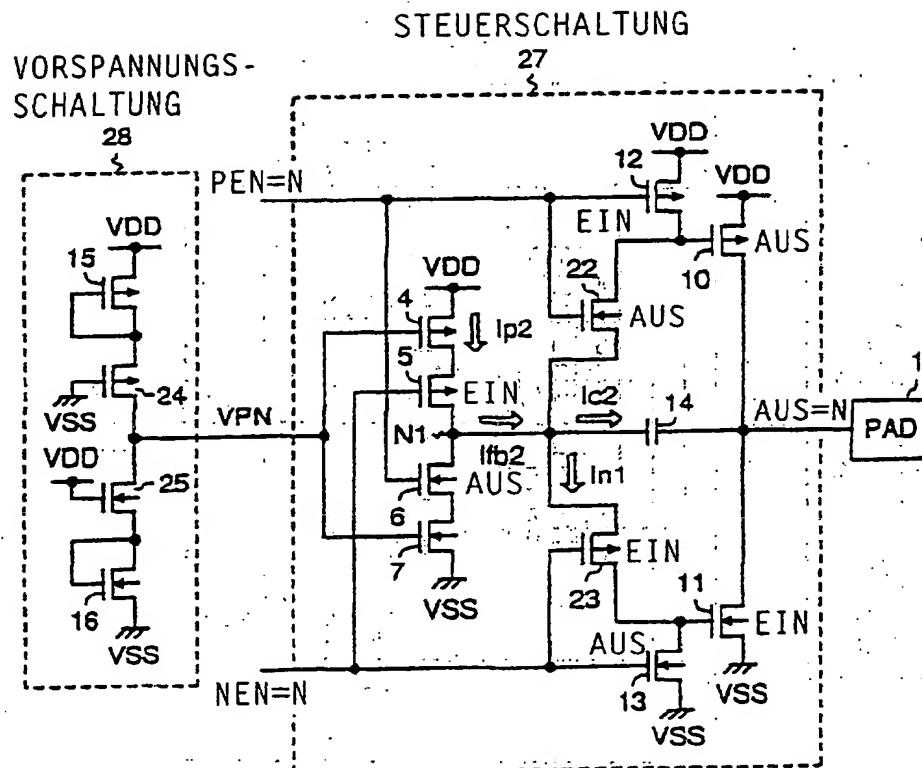 STEUERSCHALTUNG
27
VORSPANNUNGS-
SCHALTUNG
28
PEN=N
VDD
12
VDD
EIN
10
AUS
VDD
15
VDD
22
AUS
4
Ip2
5
EIN
24
VSS
VPN
N1
Ifb2
Ic2
14
AUS=N
1
PAD
VDD
25
6
AUS
In1
7
EIN
23
11
EIN
16
VSS
VSS
AUS
13
VSS
NEN=N
VSS